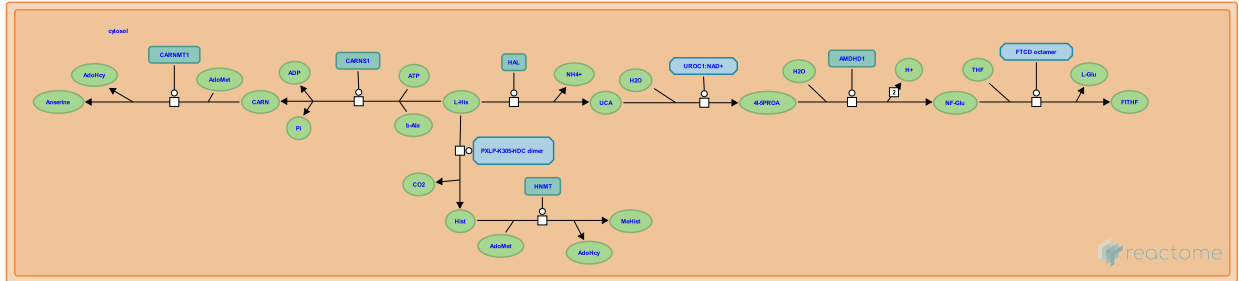 cytosol
CARNMT1
CARNS1
HAL
UROC1:NAD+
AMDHD1
FTCD octamer
AdoHcy
AdoMet
ADP
ATP
NH4+
H2O
H2O
H+
THF
L-Glu
Anserine
CARN
L-His
UCA
4I-5PROA
2
NF-Glu
FITHF
Pi
b-Ala
PXLP-K305-HDC dimer
CO2
HNMT
Hist
MeHist
AdoMet
AdoHcy
reactome